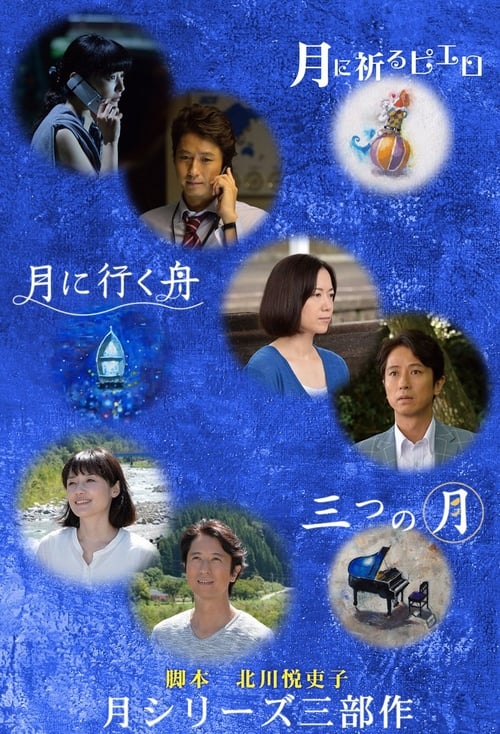 月に祈るピエロ
月に行く舟
三つの月
脚本　北川悦吏子
月シリーズ三部作